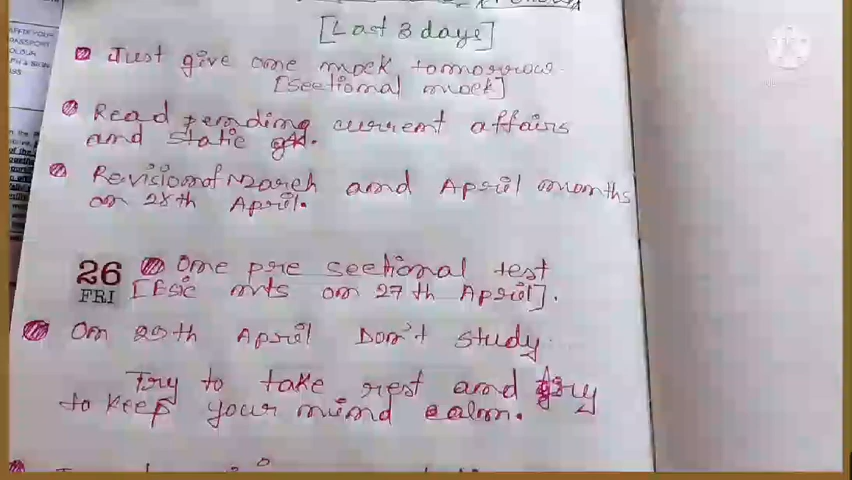 [Last 3 days]
Just give one mock tomorrow.
[Sectional mock]
Read pending current affairs
and static gk.
Revision of March and April months
on 28th April.
26 One pre sectional test
FRI [Esic mts on 27th April].
On 29th April Don't study.
Try to take rest and try
to keep your mind calm.